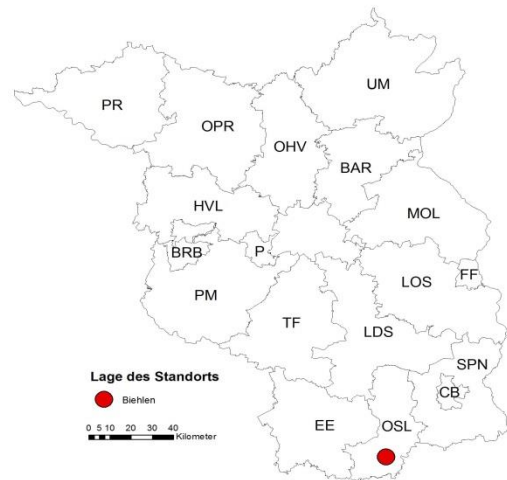 UM
PR
OPR
OHV
BAR
HVL
MOL
BRB
P
FF
LOS
PM
TF
LDS
SPN
Lage des Standorts
CB
Biehlen
EE
OSL
0 5 10 20 30 40
Kilometer